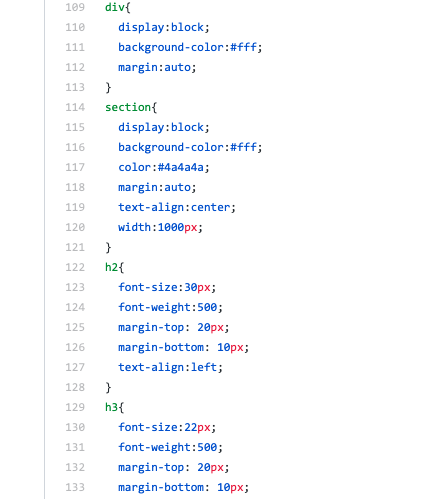 109 div{
110   display:block;
111   background-color:#fff;
112   margin:auto;
113 }
114 section{
115   display:block;
116   background-color:#fff;
117   color:#4a4a4a;
118   margin:auto;
119   text-align:center;
120   width:1000px;
121 }
122 h2{
123   font-size:30px;
124   font-weight:500;
125   margin-top: 20px;
126   margin-bottom: 10px;
127   text-align:left;
128 }
129 h3{
130   font-size:22px;
131   font-weight:500;
132   margin-top: 20px;
133   margin-bottom: 10px;